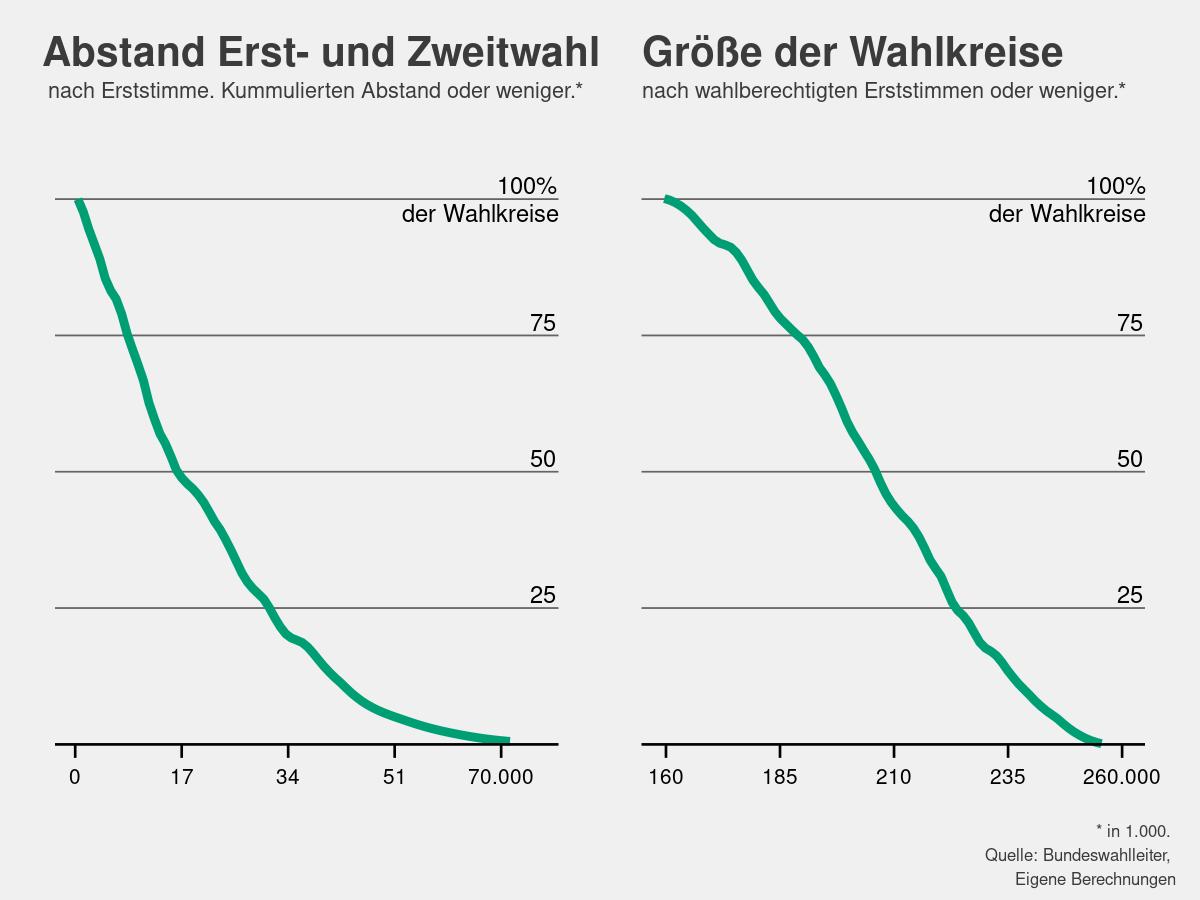 Abstand Erst- und Zweitwahl
nach Erststimme. Kummulierten Abstand oder weniger.*
100%
der Wahlkreise
75
50
25
0 17 34 51 70.000
Größe der Wahlkreise
nach wahlberechtigten Erststimmen oder weniger.*
100%
der Wahlkreise
75
50
25
160 185 210 235 260.000
* in 1.000.
Quelle: Bundeswahlleiter,
Eigene Berechnungen